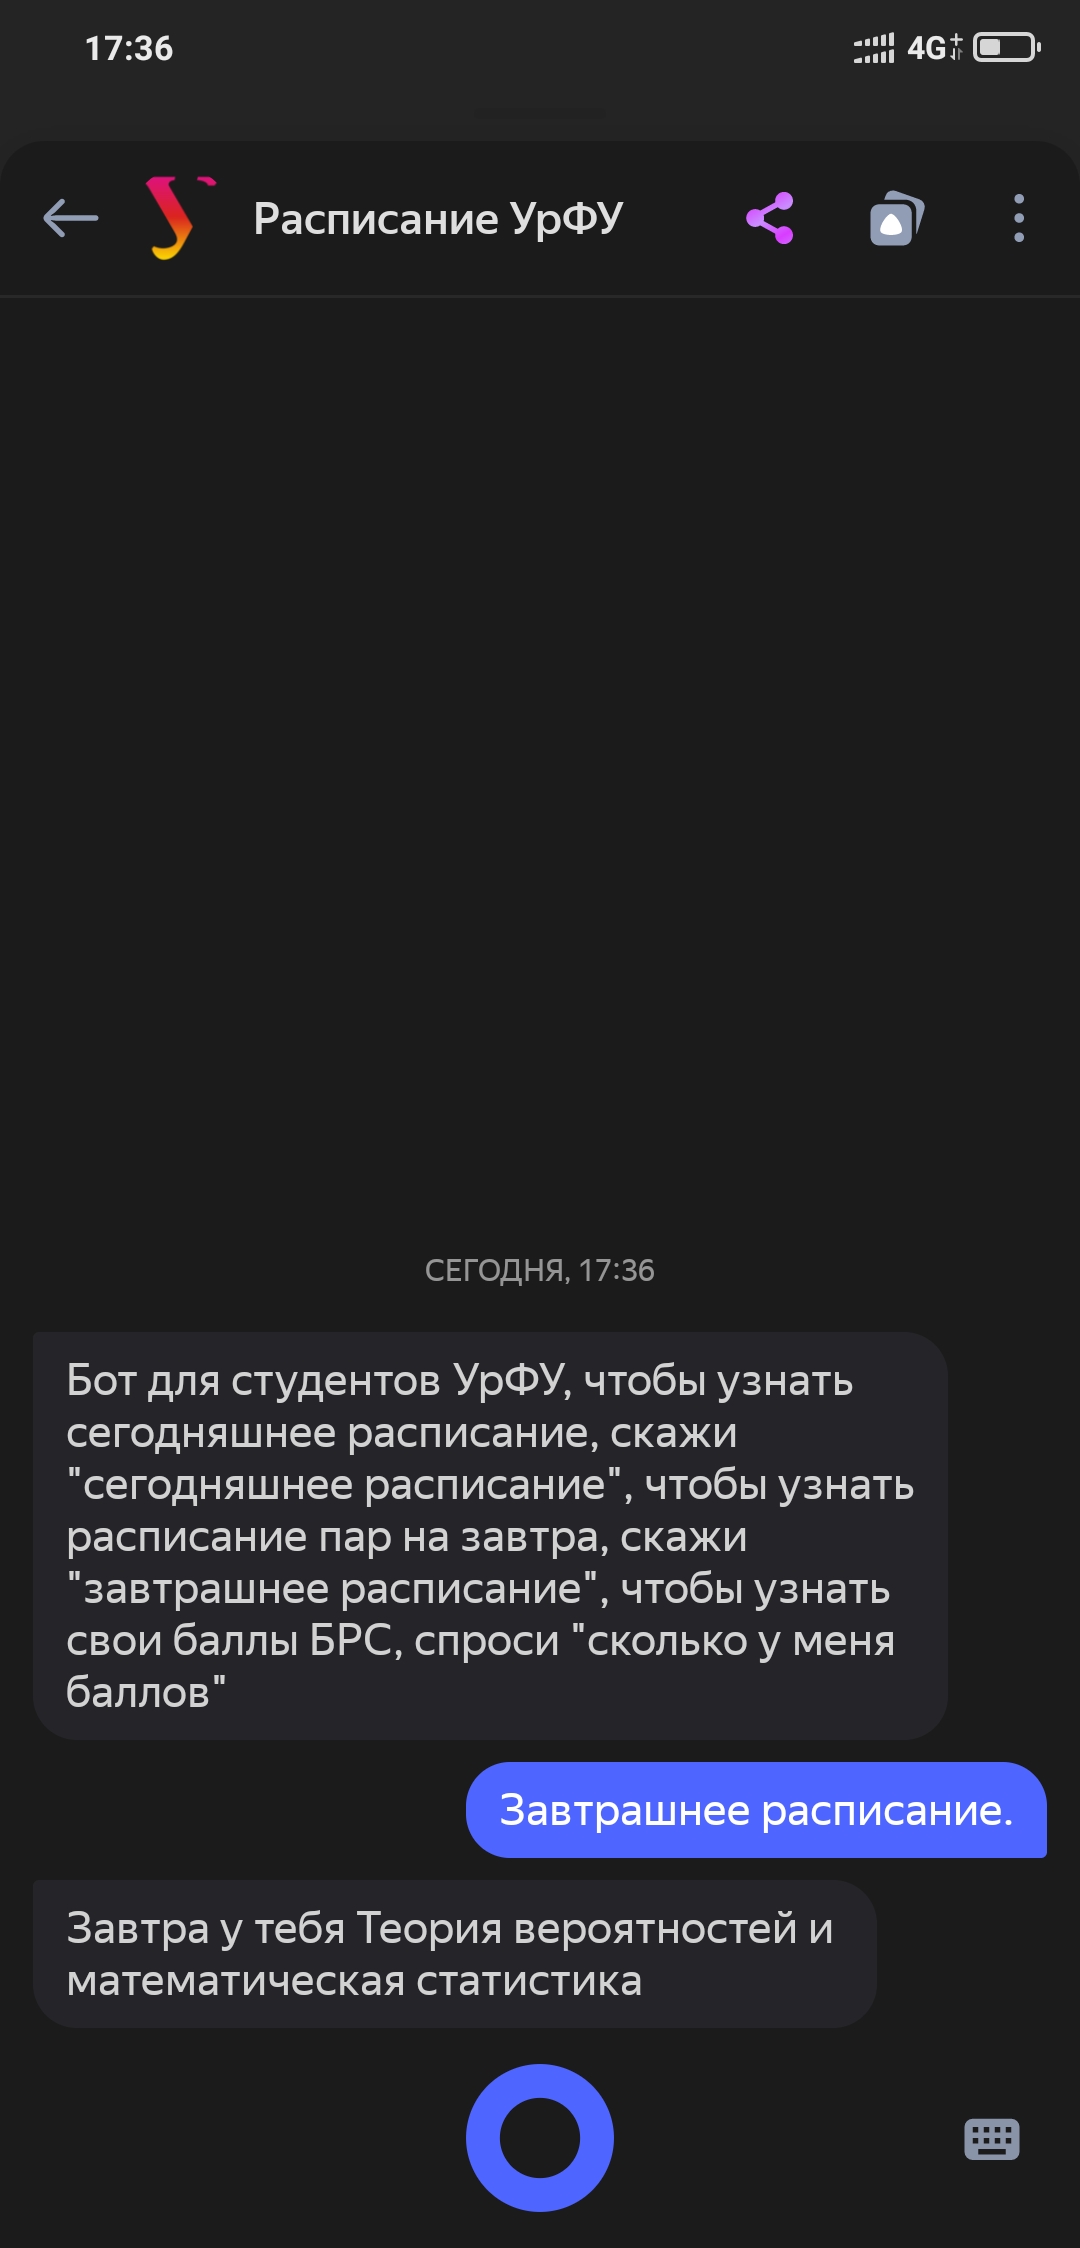 17:36
4G+
Расписание УрФУ
СЕГОДНЯ, 17:36
Бот для студентов УрФУ, чтобы узнать
сегодняшнее расписание, скажи
"сегодняшнее расписание", чтобы узнать
расписание пар на завтра, скажи
"завтрашнее расписание", чтобы узнать
свои баллы БРС, спроси "сколько у меня
баллов"
Завтрашнее расписание.
Завтра у тебя Теория вероятностей и
математическая статистика